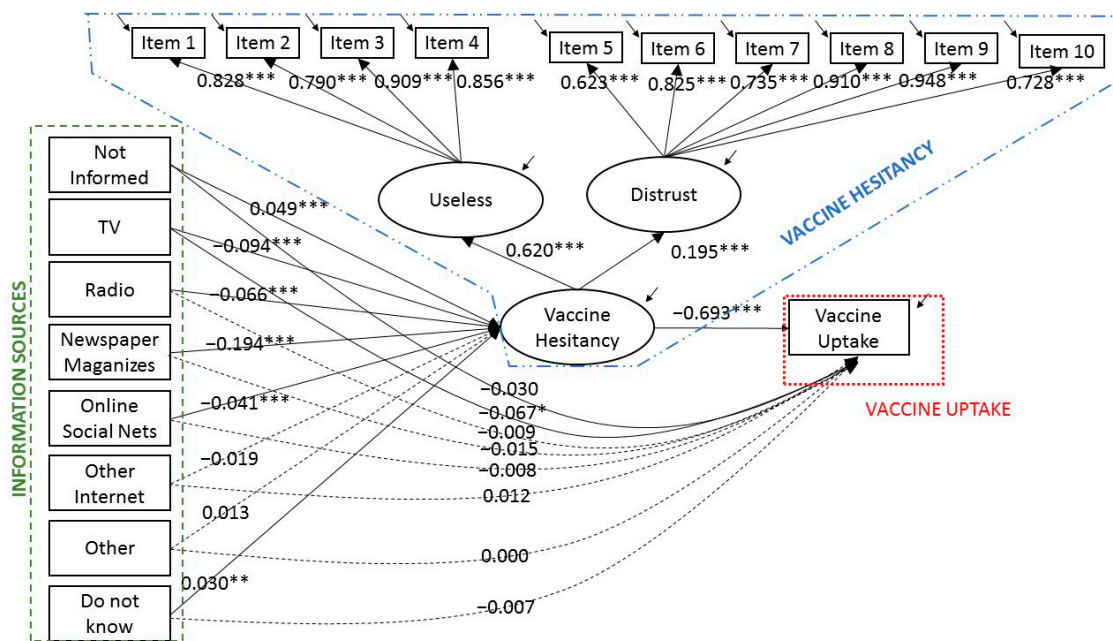 Item 1
Item 2
Item 3
Item 4
Item 5
Item 6
Item 7
Item 8
Item 9
Item 10
0.828***
0.790***
0.909***
0.856***
0.623***
0.825***
0.735***
0.910***
0.948***
0.728***
INFORMATION SOURCES
Not
Informed
TV
Radio
Newspaper
Maganizes
Online
Social Nets
Other
Internet
Other
Do not
know
Useless
Distrust
VACCINE HESITANCY
0.620***
0.195***
0.049***
−0.094***
−0.066***
−0.194***
−0.041***
−0.019
0.013
0.030**
Vaccine
Hesitancy
−0.693***
Vaccine
Uptake
VACCINE UPTAKE
−0.030
−0.067*
−0.009
−0.015
−0.008
0.012
0.000
−0.007